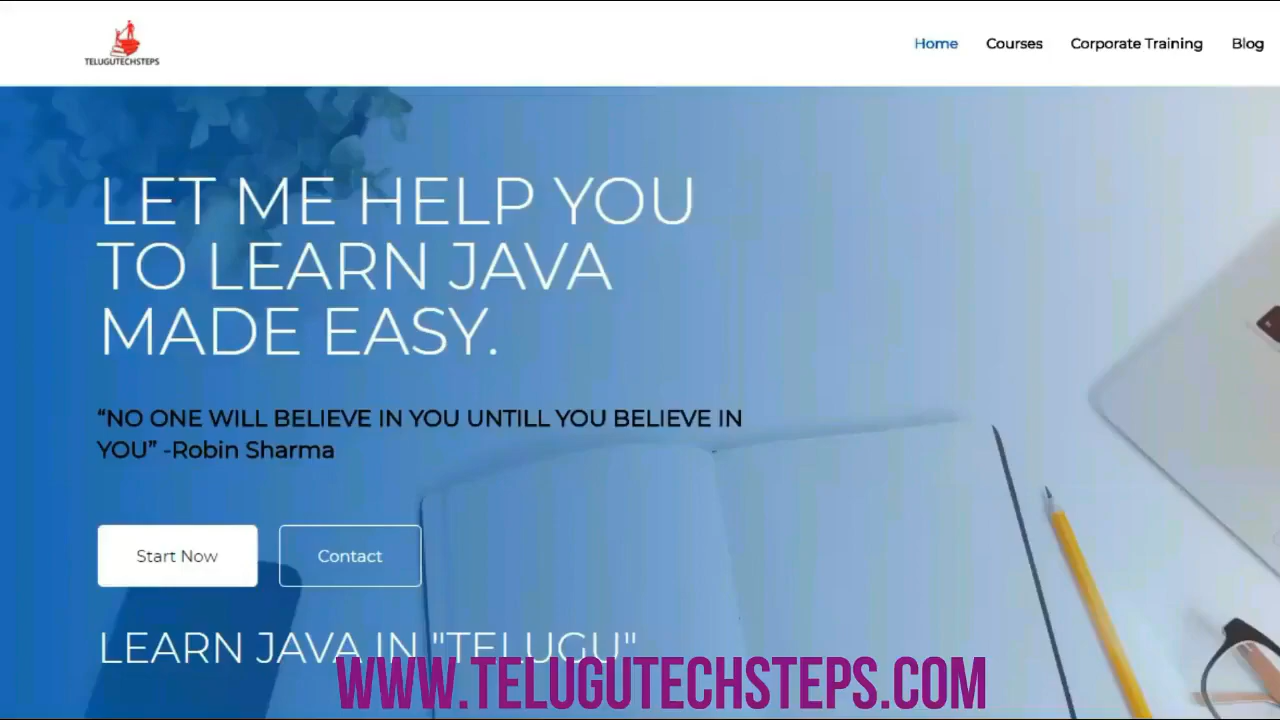 TELUGUTECHSTEPS
Home Courses Corporate Training Blog
LET ME HELP YOU
TO LEARN JAVA
MADE EASY.
“NO ONE WILL BELIEVE IN YOU UNTILL YOU BELIEVE IN
YOU” -Robin Sharma
Start Now Contact
LEARN JAVA IN "TELUGU"
WWW.TELUGUTECHSTEPS.COM